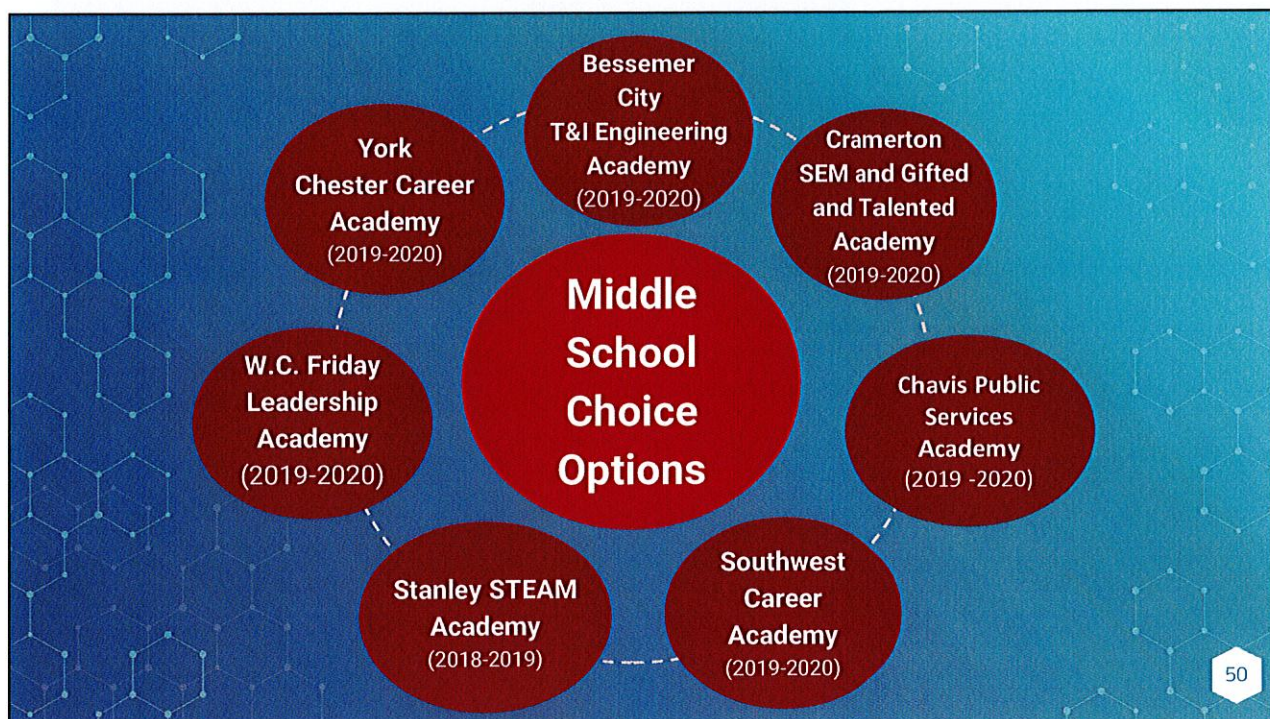 Bessemer
City
T&I Engineering
Academy
(2019-2020)
Cramerton
SEM and Gifted
and Talented
Academy
(2019-2020)
York
Chester Career
Academy
(2019-2020)
Middle
School
Choice
Options
W.C. Friday
Leadership
Academy
(2019-2020)
Chavis Public
Services
Academy
(2019 -2020)
Stanley STEAM
Academy
(2018-2019)
Southwest
Career
Academy
(2019-2020)
50